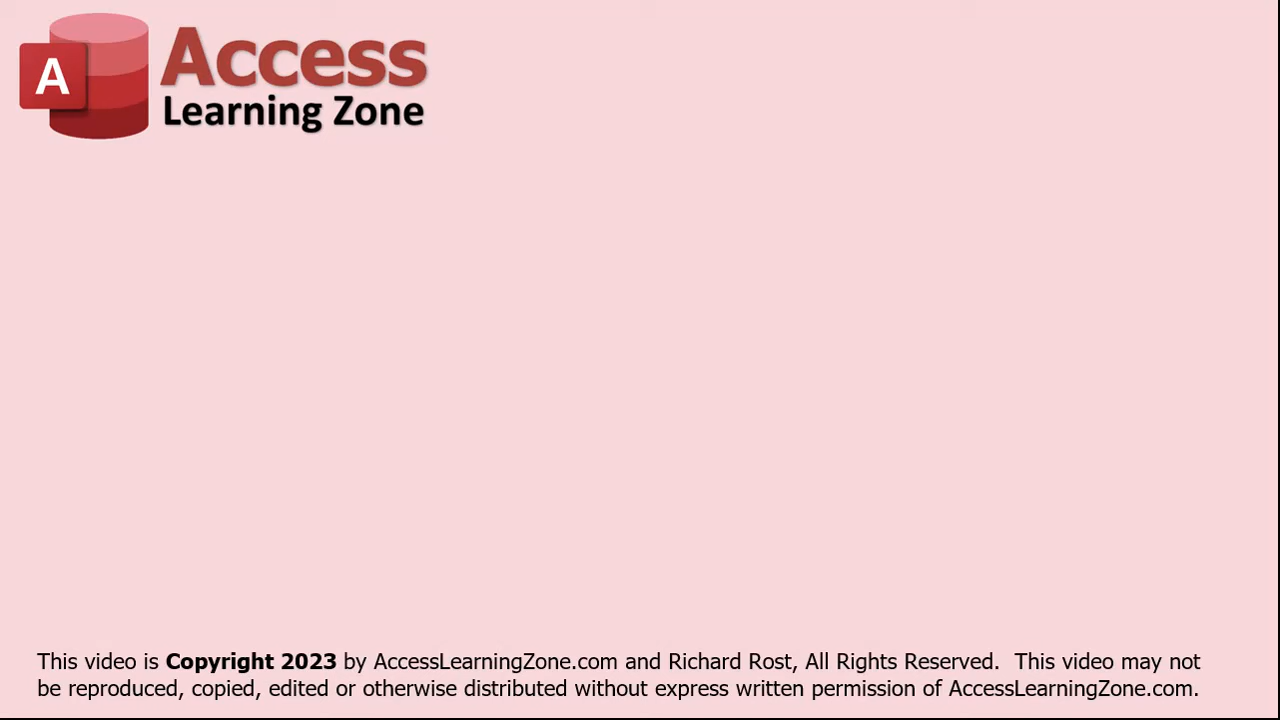 A
Access
Learning Zone
This video is Copyright 2023 by AccessLearningZone.com and Richard Rost, All Rights Reserved.  This video may not
be reproduced, copied, edited or otherwise distributed without express written permission of AccessLearningZone.com.